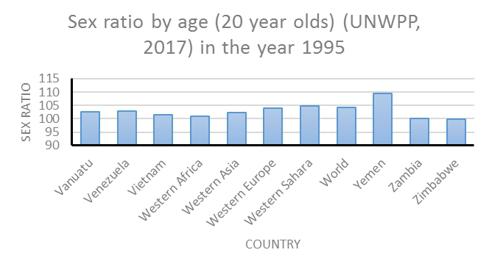 Sex ratio by age (20 year olds) (UNWPP,
2017) in the year 1995
115
110
105
100
95
90
SEX RATIO
Vanuatu
Venezuela
Vietnam
Western Africa
Western Asia
Western Europe
Western Sahara
World
Yemen
Zambia
Zimbabwe
COUNTRY